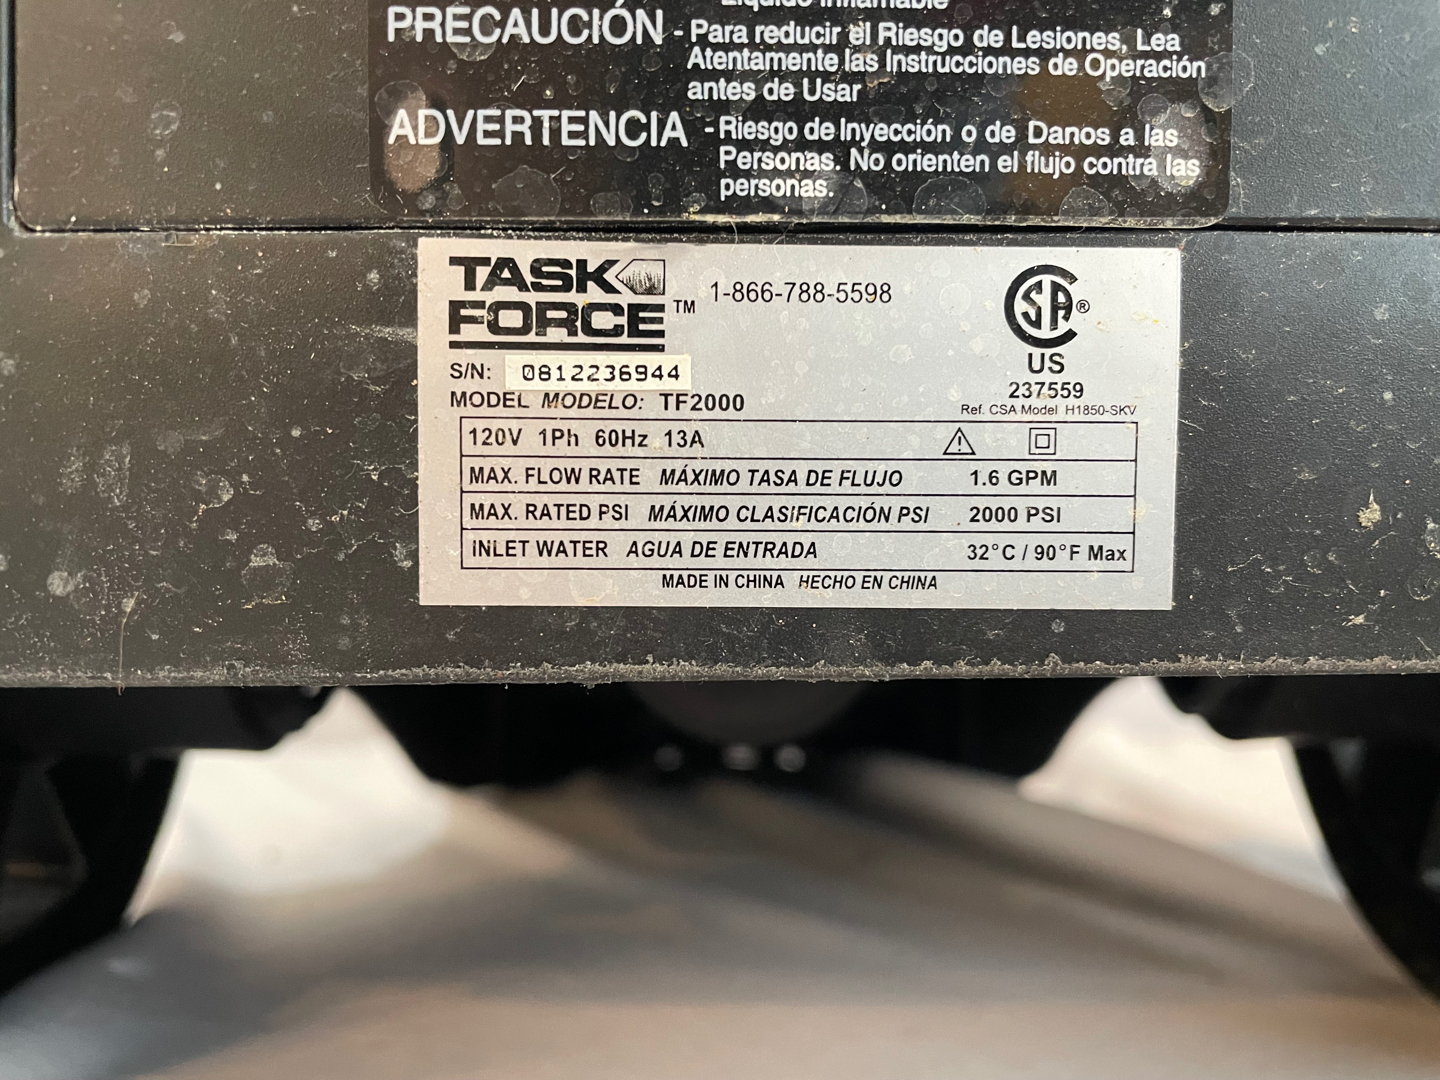 Líquido Inflamable
PRECAUCIÓN - Para reducir el Riesgo de Lesiones, Lea
Atentamente las Instrucciones de Operación
antes de Usar
ADVERTENCIA - Riesgo de Inyección o de Danos a las
Personas. No orienten el flujo contra las
personas.
TASK
FORCE™ 1-866-788-5598
SA®
US
237559
Ref. CSA Model H1850-SKV
S/N: 0812236944
MODEL MODELO: TF2000
120V 1Ph 60Hz 13A
MAX. FLOW RATE MÁXIMO TASA DE FLUJO 1.6 GPM
MAX. RATED PSI MÁXIMO CLASIFICACIÓN PSI 2000 PSI
INLET WATER AGUA DE ENTRADA 32°C / 90°F Max
MADE IN CHINA HECHO EN CHINA